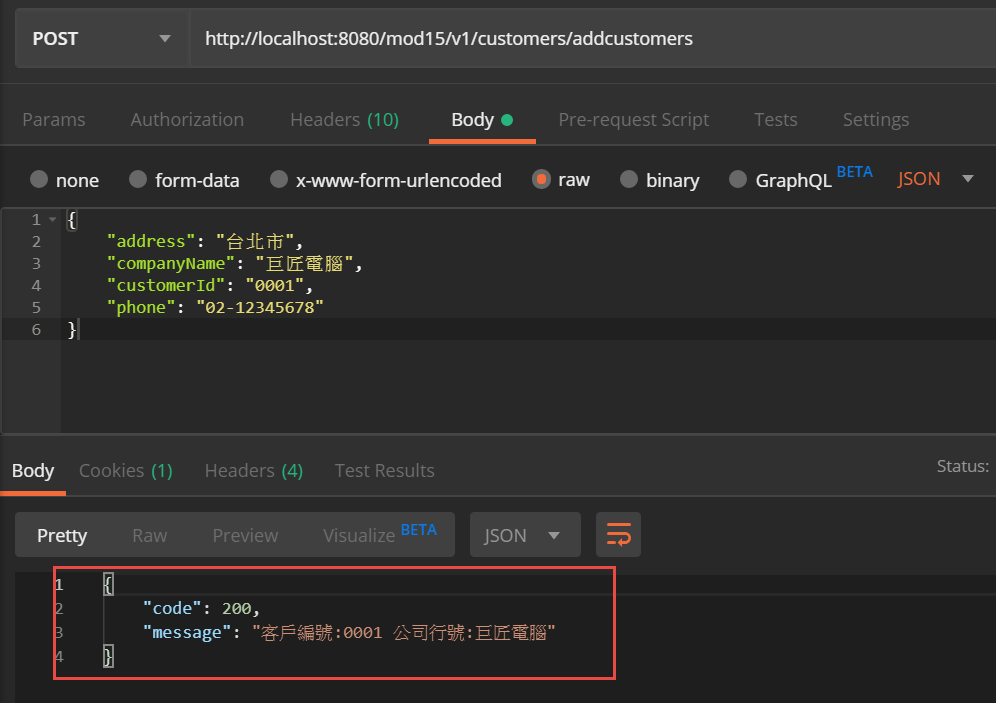 POST http://localhost:8080/mod15/v1/customers/addcustomers
Params Authorization Headers (10) Body Pre-request Script Tests Settings
none form-data x-www-form-urlencoded raw binary GraphQL BETA JSON
1 {
2 "address": "台北市",
3 "companyName": "巨匠電腦",
4 "customerId": "0001",
5 "phone": "02-12345678"
6 }
Body Cookies (1) Headers (4) Test Results Status:
Pretty Raw Preview Visualize BETA JSON
1 {
2 "code": 200,
3 "message": "客戶編號:0001 公司行號:巨匠電腦"
4 }